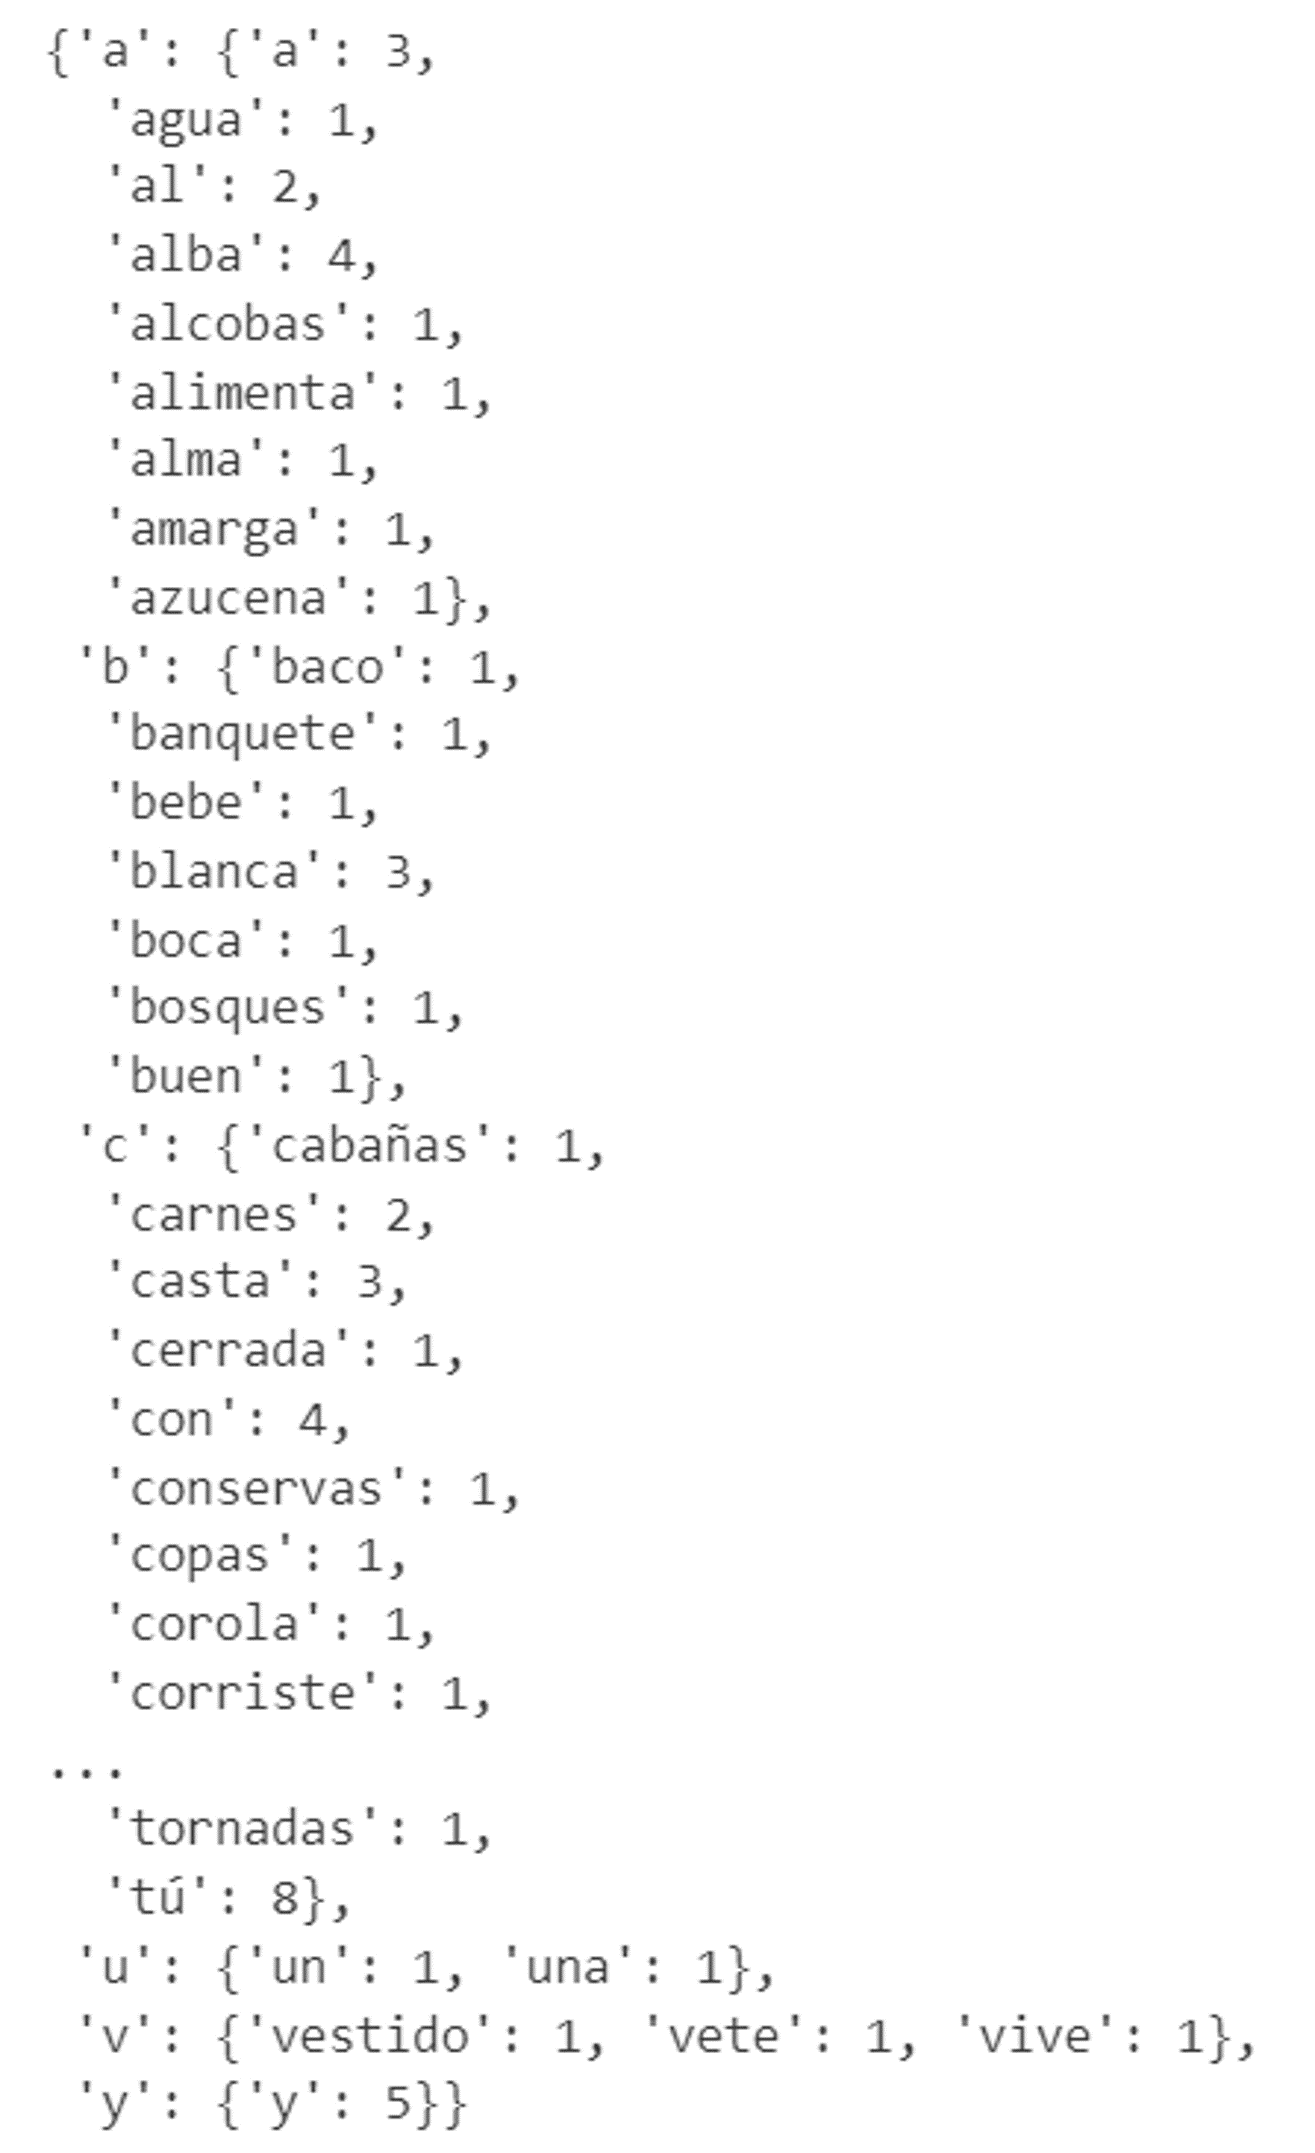 {'a': {'a': 3,
'agua': 1,
'al': 2,
'alba': 4,
'alcobas': 1,
'alimenta': 1,
'alma': 1,
'amarga': 1,
'azucena': 1},
'b': {'baco': 1,
'banquete': 1,
'bebe': 1,
'blanca': 3,
'boca': 1,
'bosques': 1,
'buen': 1},
'c': {'cabañas': 1,
'carnes': 2,
'casta': 3,
'cerrada': 1,
'con': 4,
'conservas': 1,
'copas': 1,
'corola': 1,
'corriste': 1,
...
'tornadas': 1,
'tú': 8},
'u': {'un': 1, 'una': 1},
'v': {'vestido': 1, 'vete': 1, 'vive': 1},
'y': {'y': 5}}